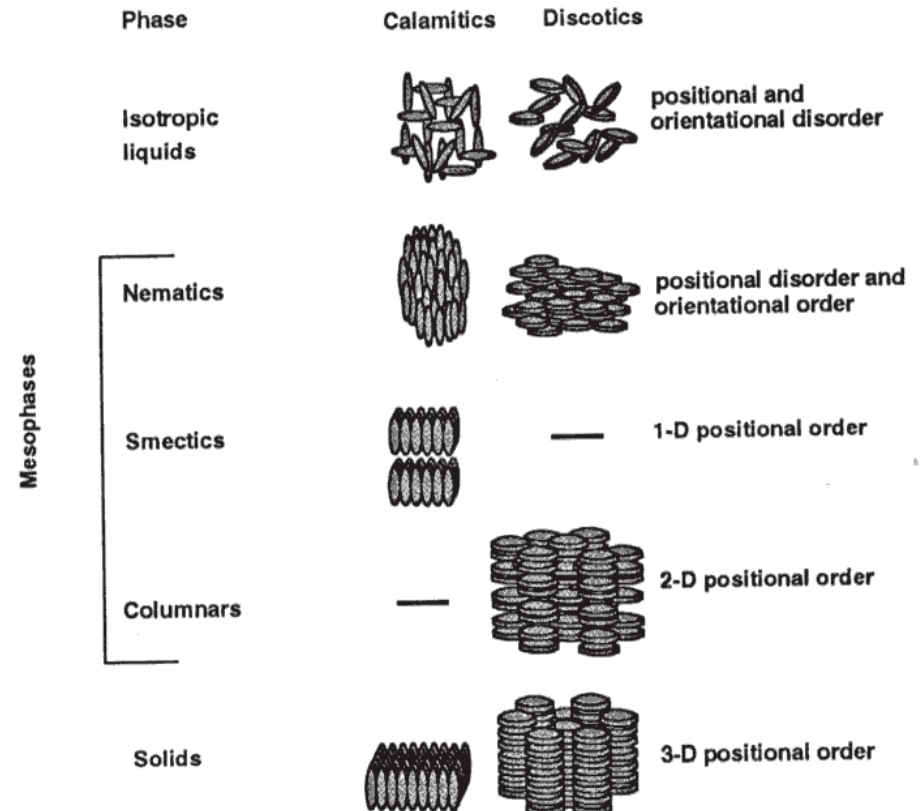 Phase Calamitics Discotics
Isotropic
liquids
positional and
orientational disorder
Mesophases
Nematics
positional disorder and
orientational order
Smectics
1-D positional order
Columnars
2-D positional order
Solids
3-D positional order